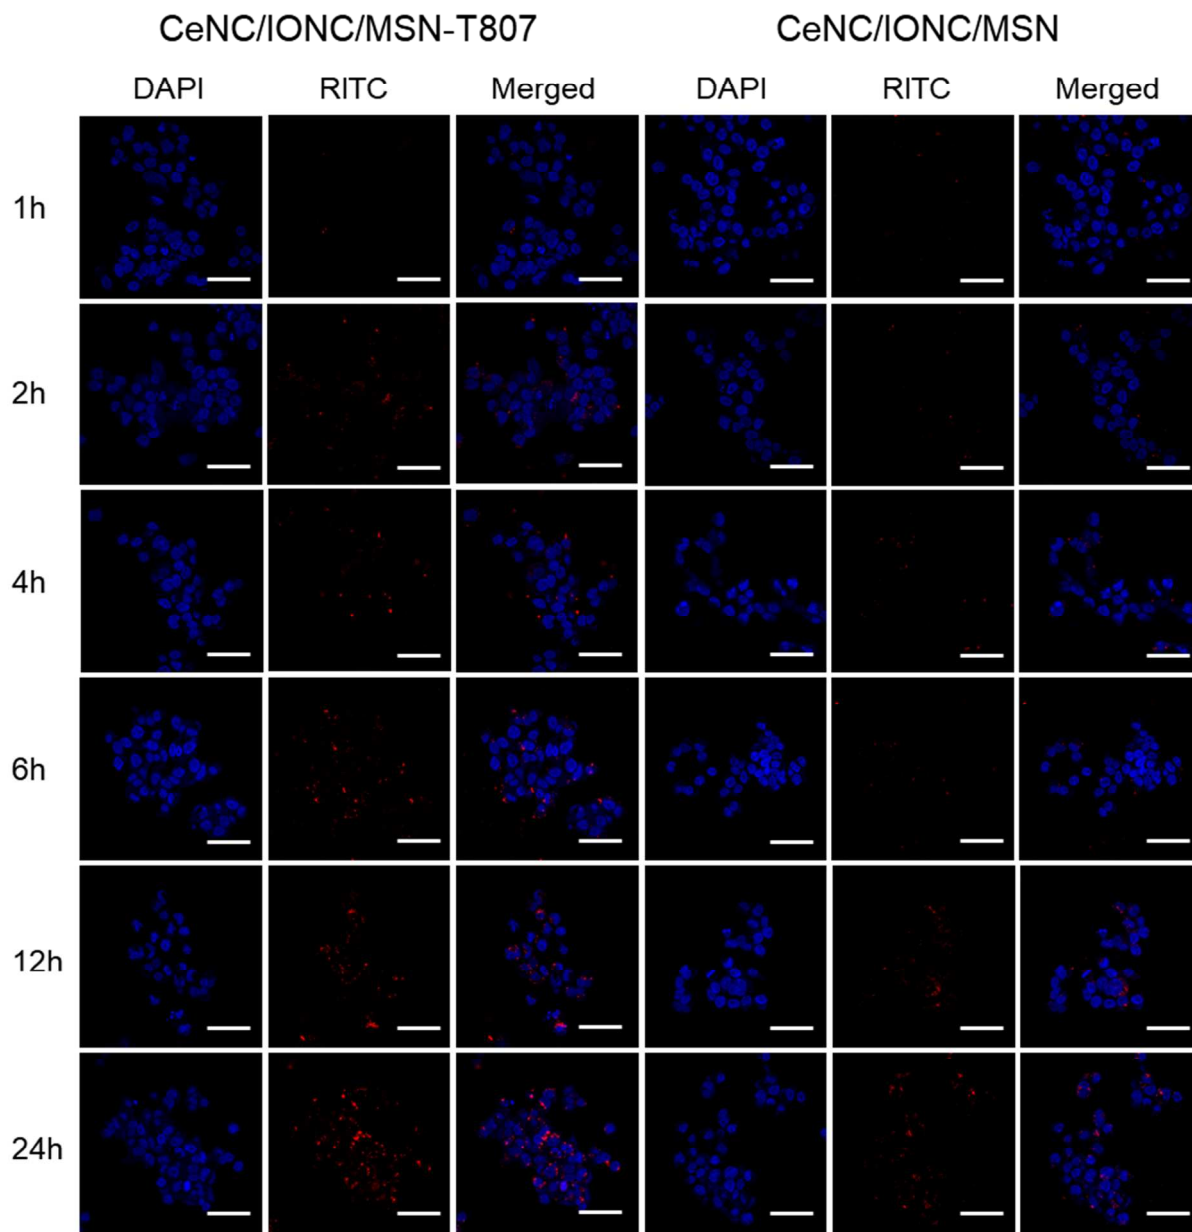 CeNC/IONC/MSN-T807 CeNC/IONC/MSN
DAPI RITC Merged DAPI RITC Merged
1h
2h
4h
6h
12h
24h